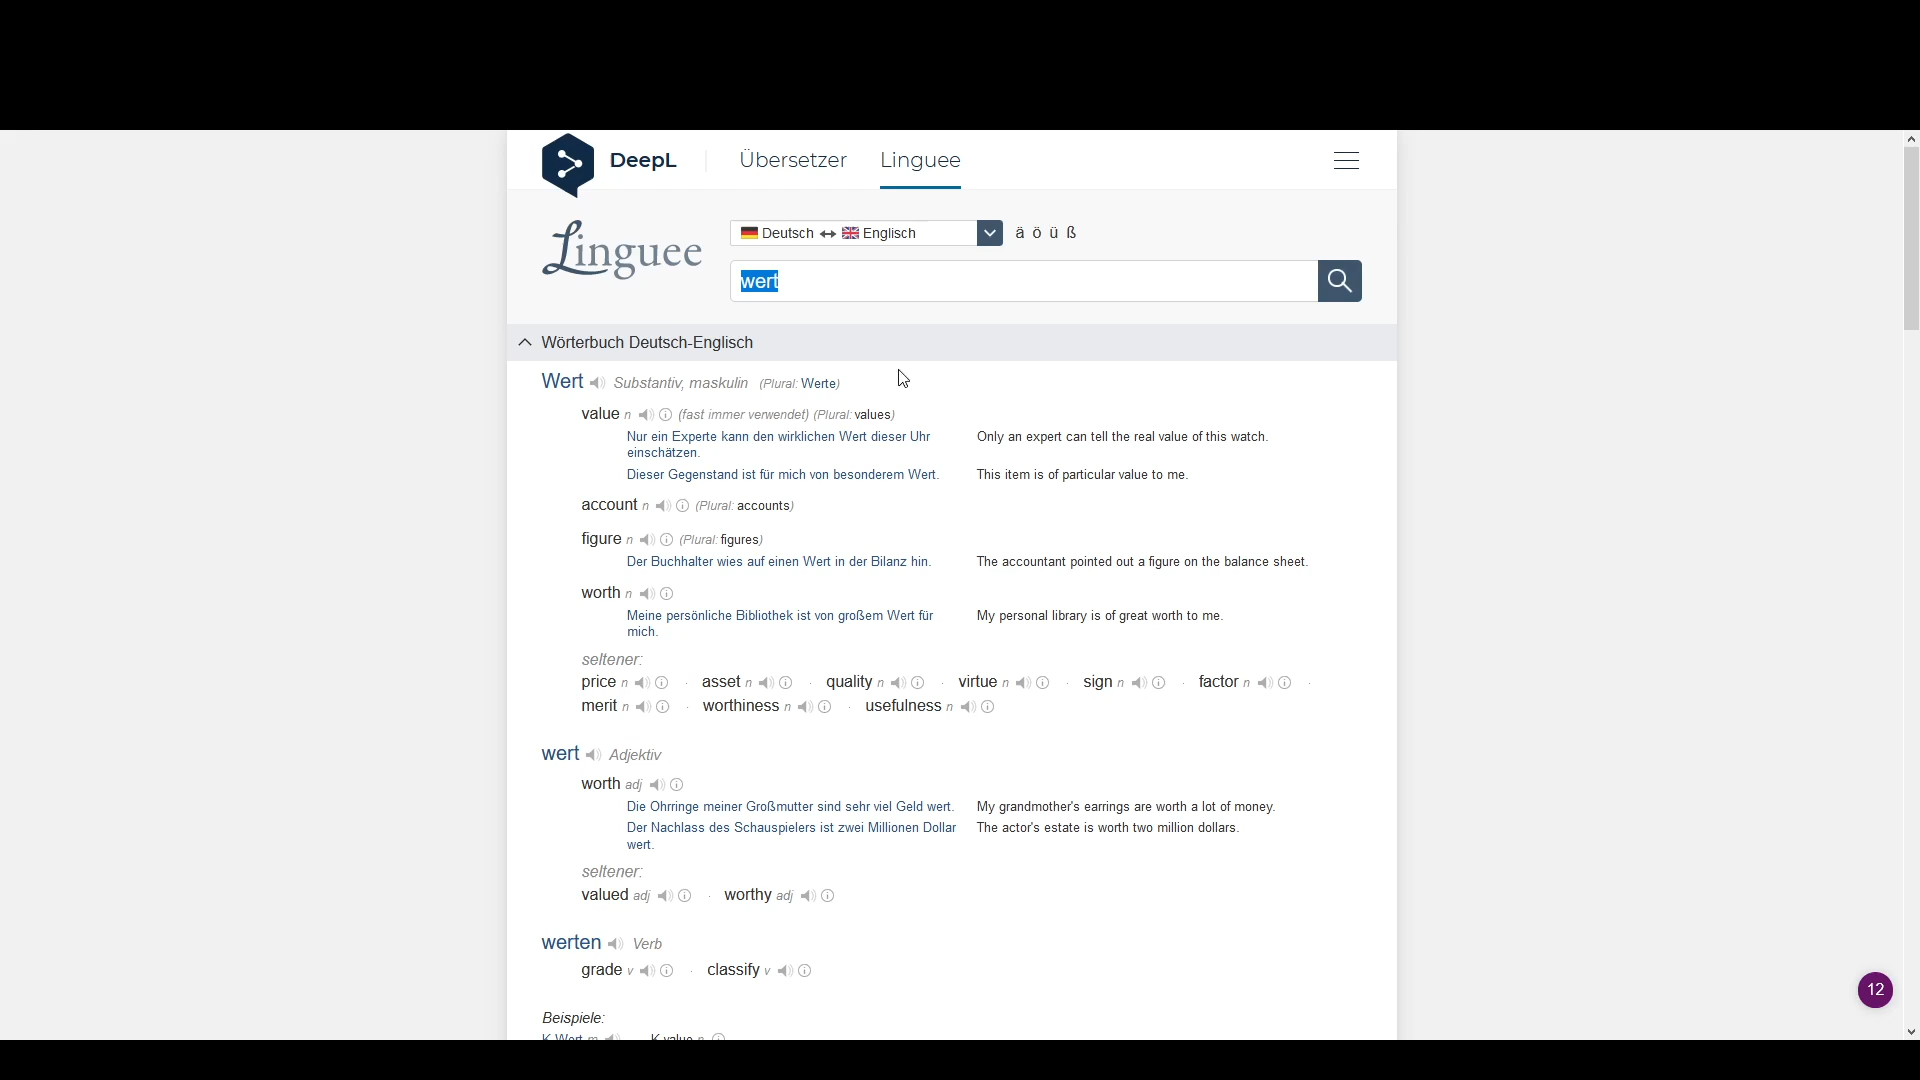 DeepL Übersetzer Linguee
Linguee
Deutsch ↔ Englisch ä ö ü ß
wert
Wörterbuch Deutsch-Englisch
Wert Substantiv, maskulin (Plural: Werte)
value n (fast immer verwendet) (Plural: values)
Nur ein Experte kann den wirklichen Wert dieser Uhr Only an expert can tell the real value of this watch.
einschätzen.
Dieser Gegenstand ist für mich von besonderem Wert. This item is of particular value to me.
account n (Plural: accounts)
figure n (Plural: figures)
Der Buchhalter wies auf einen Wert in der Bilanz hin. The accountant pointed out a figure on the balance sheet.
worth n
Meine persönliche Bibliothek ist von großem Wert für My personal library is of great worth to me.
mich.
seltener:
price n · asset n · quality n · virtue n · sign n · factor n ·
merit n · worthiness n · usefulness n
wert Adjektiv
worth adj
Die Ohrringe meiner Großmutter sind sehr viel Geld wert. My grandmother's earrings are worth a lot of money.
Der Nachlass des Schauspielers ist zwei Millionen Dollar The actor's estate is worth two million dollars.
wert.
seltener:
valued adj · worthy adj
werten Verb
grade v · classify v
12
Beispiele:
K-Wert m K value n